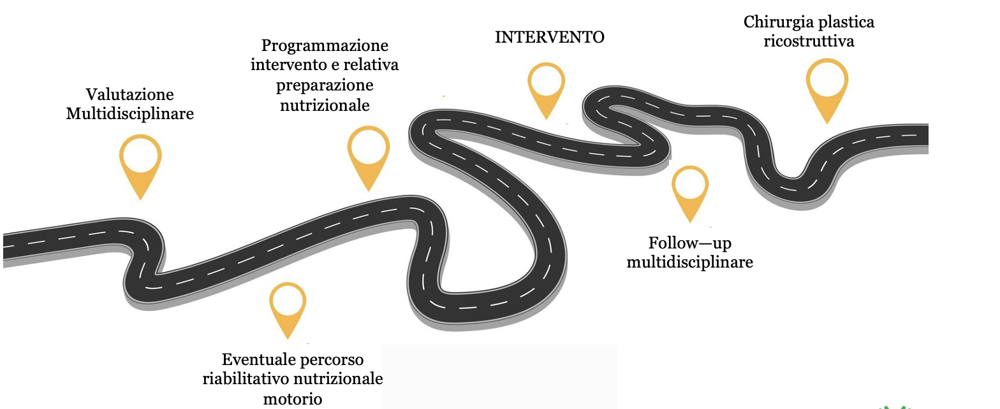 Valutazione
Multidisciplinare
Eventuale percorso
riabilitativo nutrizionale
motorio
Programmazione
intervento e relativa
preparazione
nutrizionale
INTERVENTO
Follow—up
multidisciplinare
Chirurgia plastica
ricostruttiva